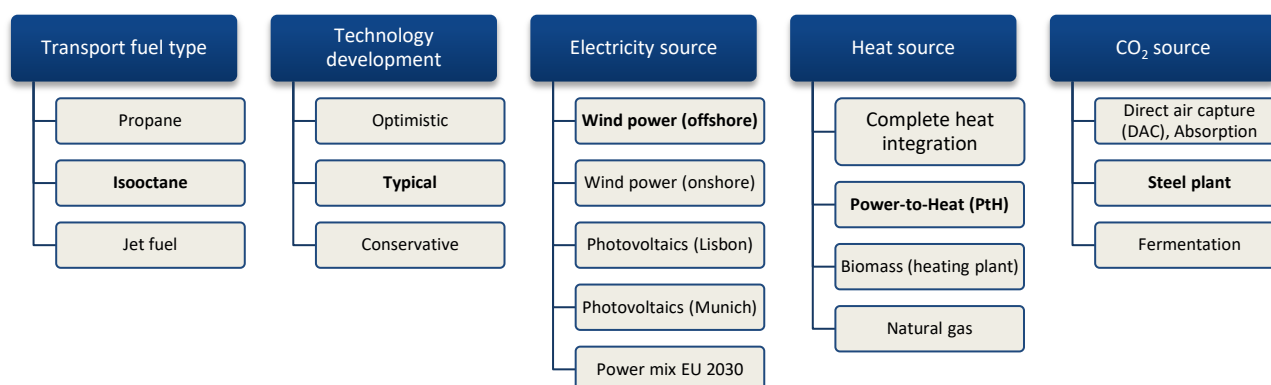 Transport fuel type
Propane
Isooctane
Jet fuel
Technology
development
Optimistic
Typical
Conservative
Electricity source
Wind power (offshore)
Wind power (onshore)
Photovoltaics (Lisbon)
Photovoltaics (Munich)
Power mix EU 2030
Heat source
Complete heat
integration
Power-to-Heat (PtH)
Biomass (heating plant)
Natural gas
CO₂ source
Direct air capture
(DAC), Absorption
Steel plant
Fermentation